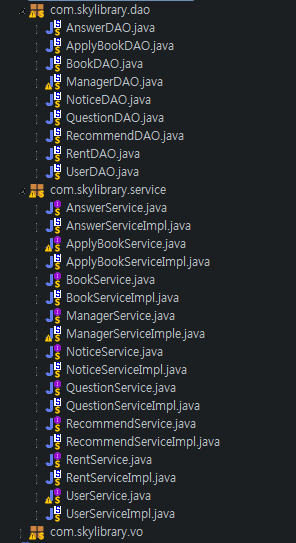 com.skylibrary.dao
AnswerDAO.java
ApplyBookDAO.java
BookDAO.java
ManagerDAO.java
NoticeDAO.java
QuestionDAO.java
RecommendDAO.java
RentDAO.java
UserDAO.java
com.skylibrary.service
AnswerService.java
AnswerServiceImpl.java
ApplyBookService.java
ApplyBookServiceImpl.java
BookService.java
BookServiceImpl.java
ManagerService.java
ManagerServiceImple.java
NoticeService.java
NoticeServiceImpl.java
QuestionService.java
QuestionServiceImpl.java
RecommendService.java
RecommendServiceImpl.java
RentService.java
RentServiceImpl.java
UserService.java
UserServiceImpl.java
com.skylibrary.vo